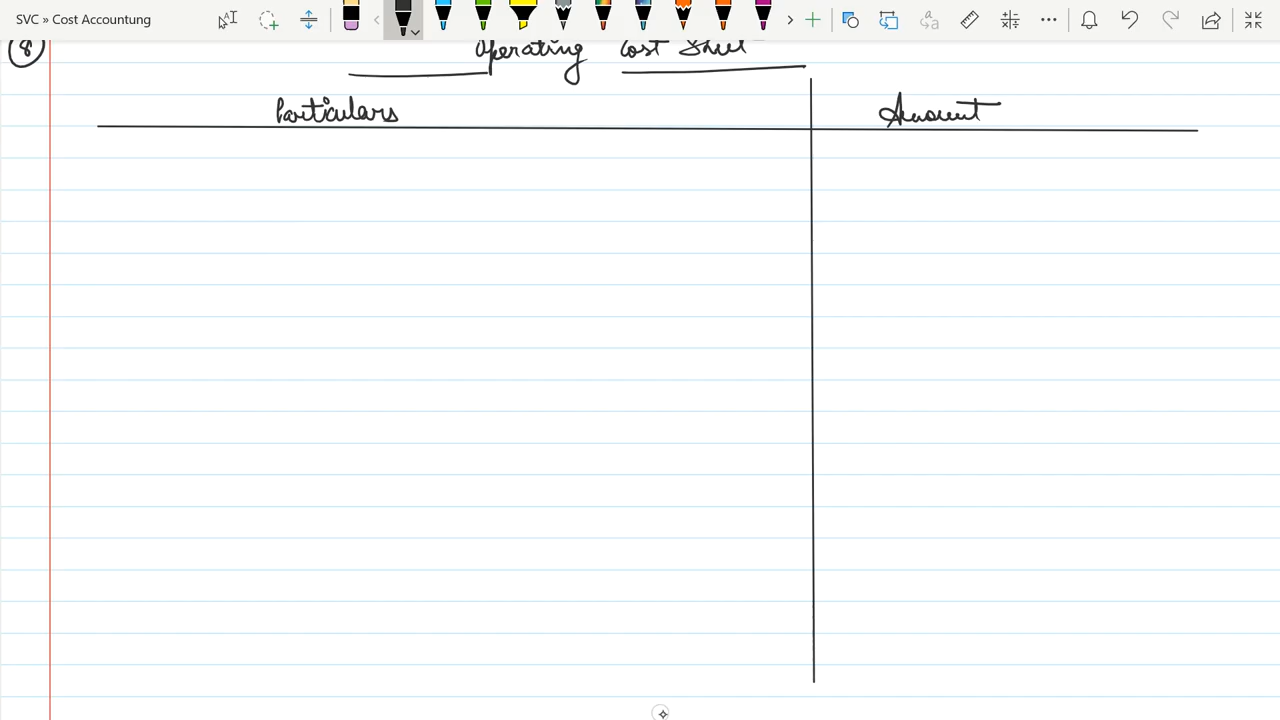 SVC » Cost Accountung
8 Operating Cost Sheet
Particulars Amount